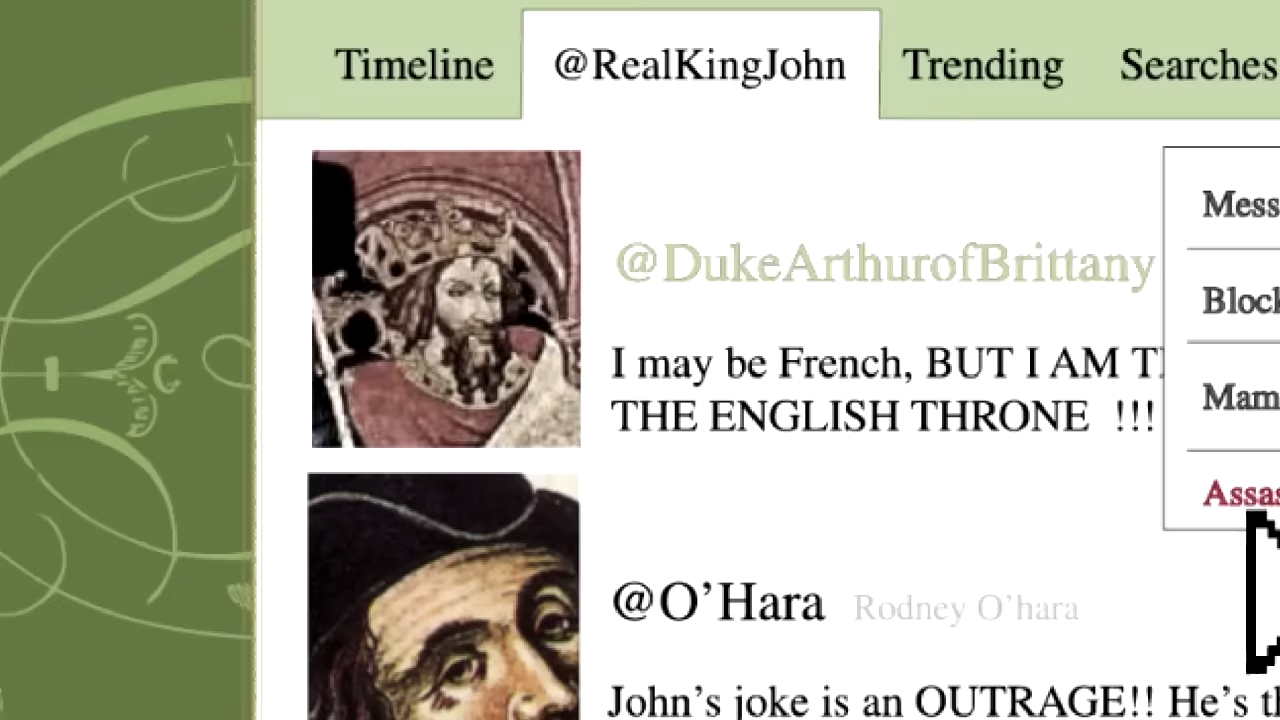 Timeline @RealKingJohn Trending Searches
@DukeArthurofBrittany
I may be French, BUT I AM
THE ENGLISH THRONE !!!
@O’Hara Rodney O’hara
John’s joke is an OUTRAGE!! He’s